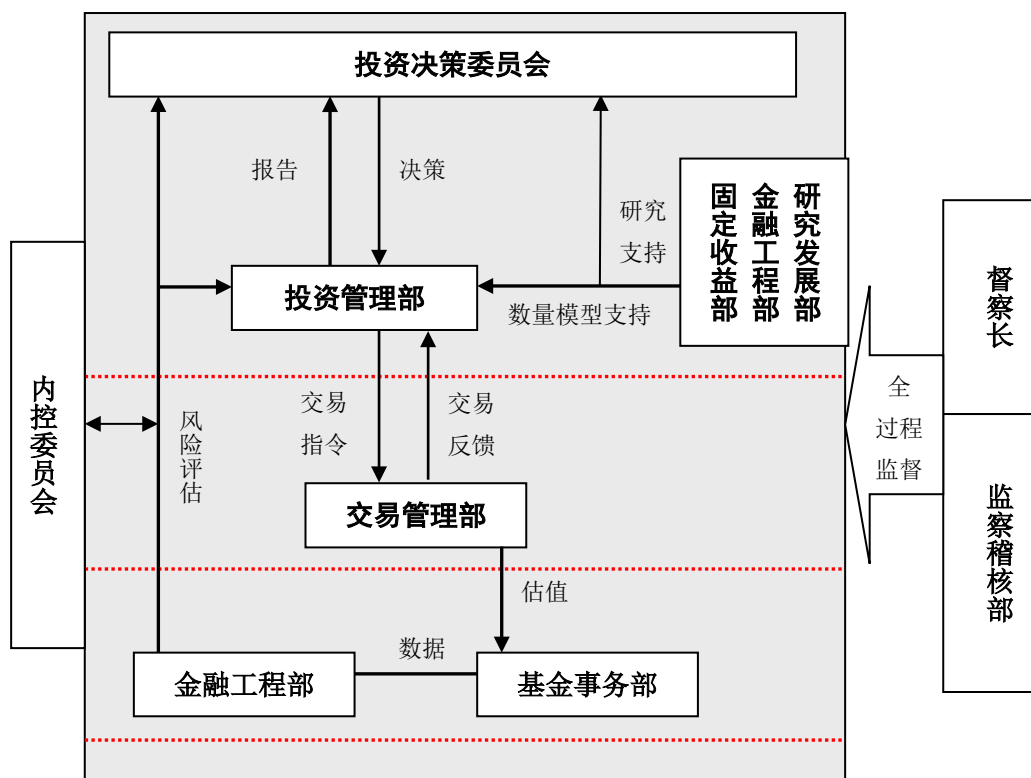 投资决策委员会
报告
决策
研究
支持
研究发展部
金融工程部
固定收益部
投资管理部
数量模型支持
督察长
内控委员会
风险评估
交易
指令
交易
反馈
全
过程
监督
交易管理部
监察稽核部
估值
数据
金融工程部
基金事务部